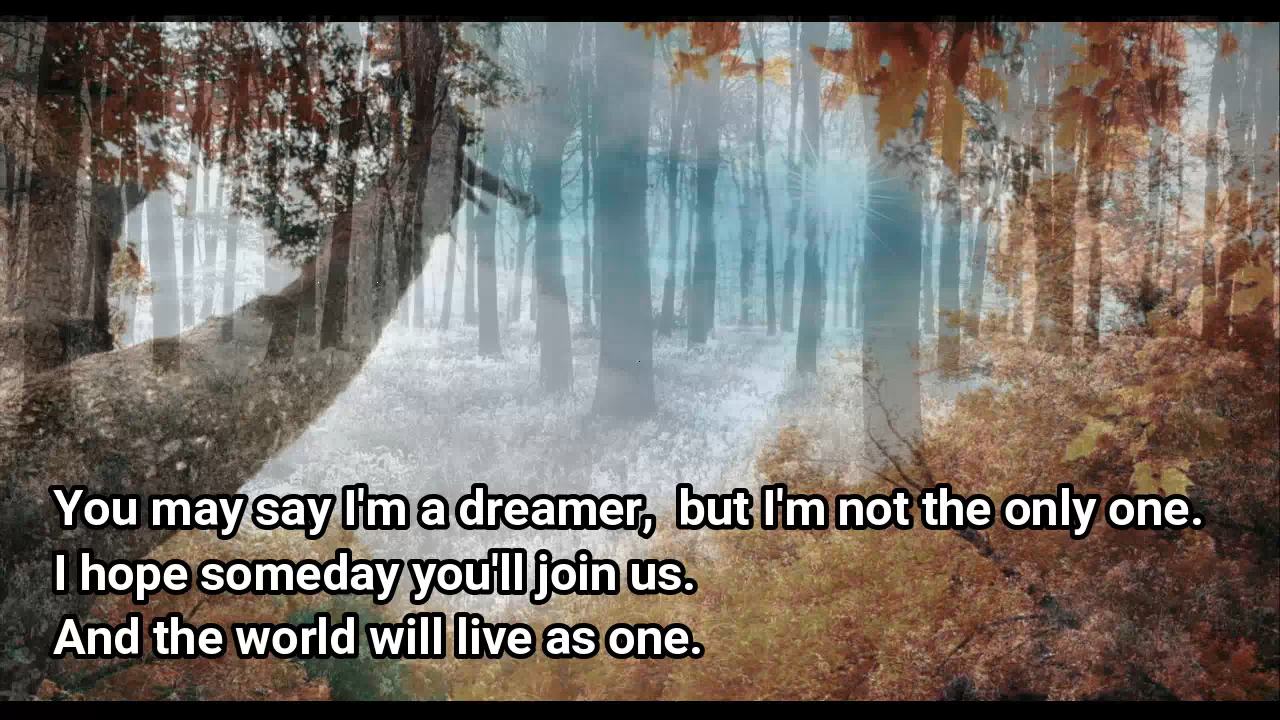 You may say I'm a dreamer,  but I'm not the only one.
I hope someday you'll join us.
And the world will live as one.